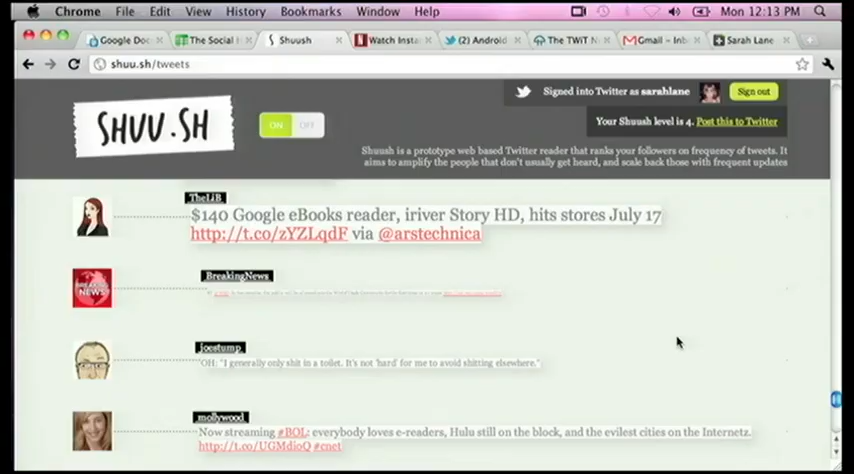 Chrome File Edit View History Bookmarks Window Help Mon 12:13 PM
Google Doc The Social Shuush Watch Insta (2) Android The TWiT N Gmail - Inb Sarah Lane
shuu.sh/tweets
SHUU.SH
ON OFF
Signed into Twitter as sarahlane Sign out
Your Shuush level is 4. Post this to Twitter
Shuush is a prototype web based Twitter reader that ranks your followers on frequency of tweets. It
aims to amplify the people that don't usually get heard, and scale back those with frequent updates
TheLiB
$140 Google eBooks reader, iriver Story HD, hits stores July 17
http://t.co/zYZLqdF via @arstechnica
BREAKING
NEWS
BreakingNews
joestump
"OH: "I generally only shit in a toilet. It's not 'hard' for me to avoid shitting elsewhere."
mollywood
Now streaming #BOL: everybody loves e-readers, Hulu still on the block, and the evilest cities on the Internetz.
http://t.co/UGMdioQ #cnet